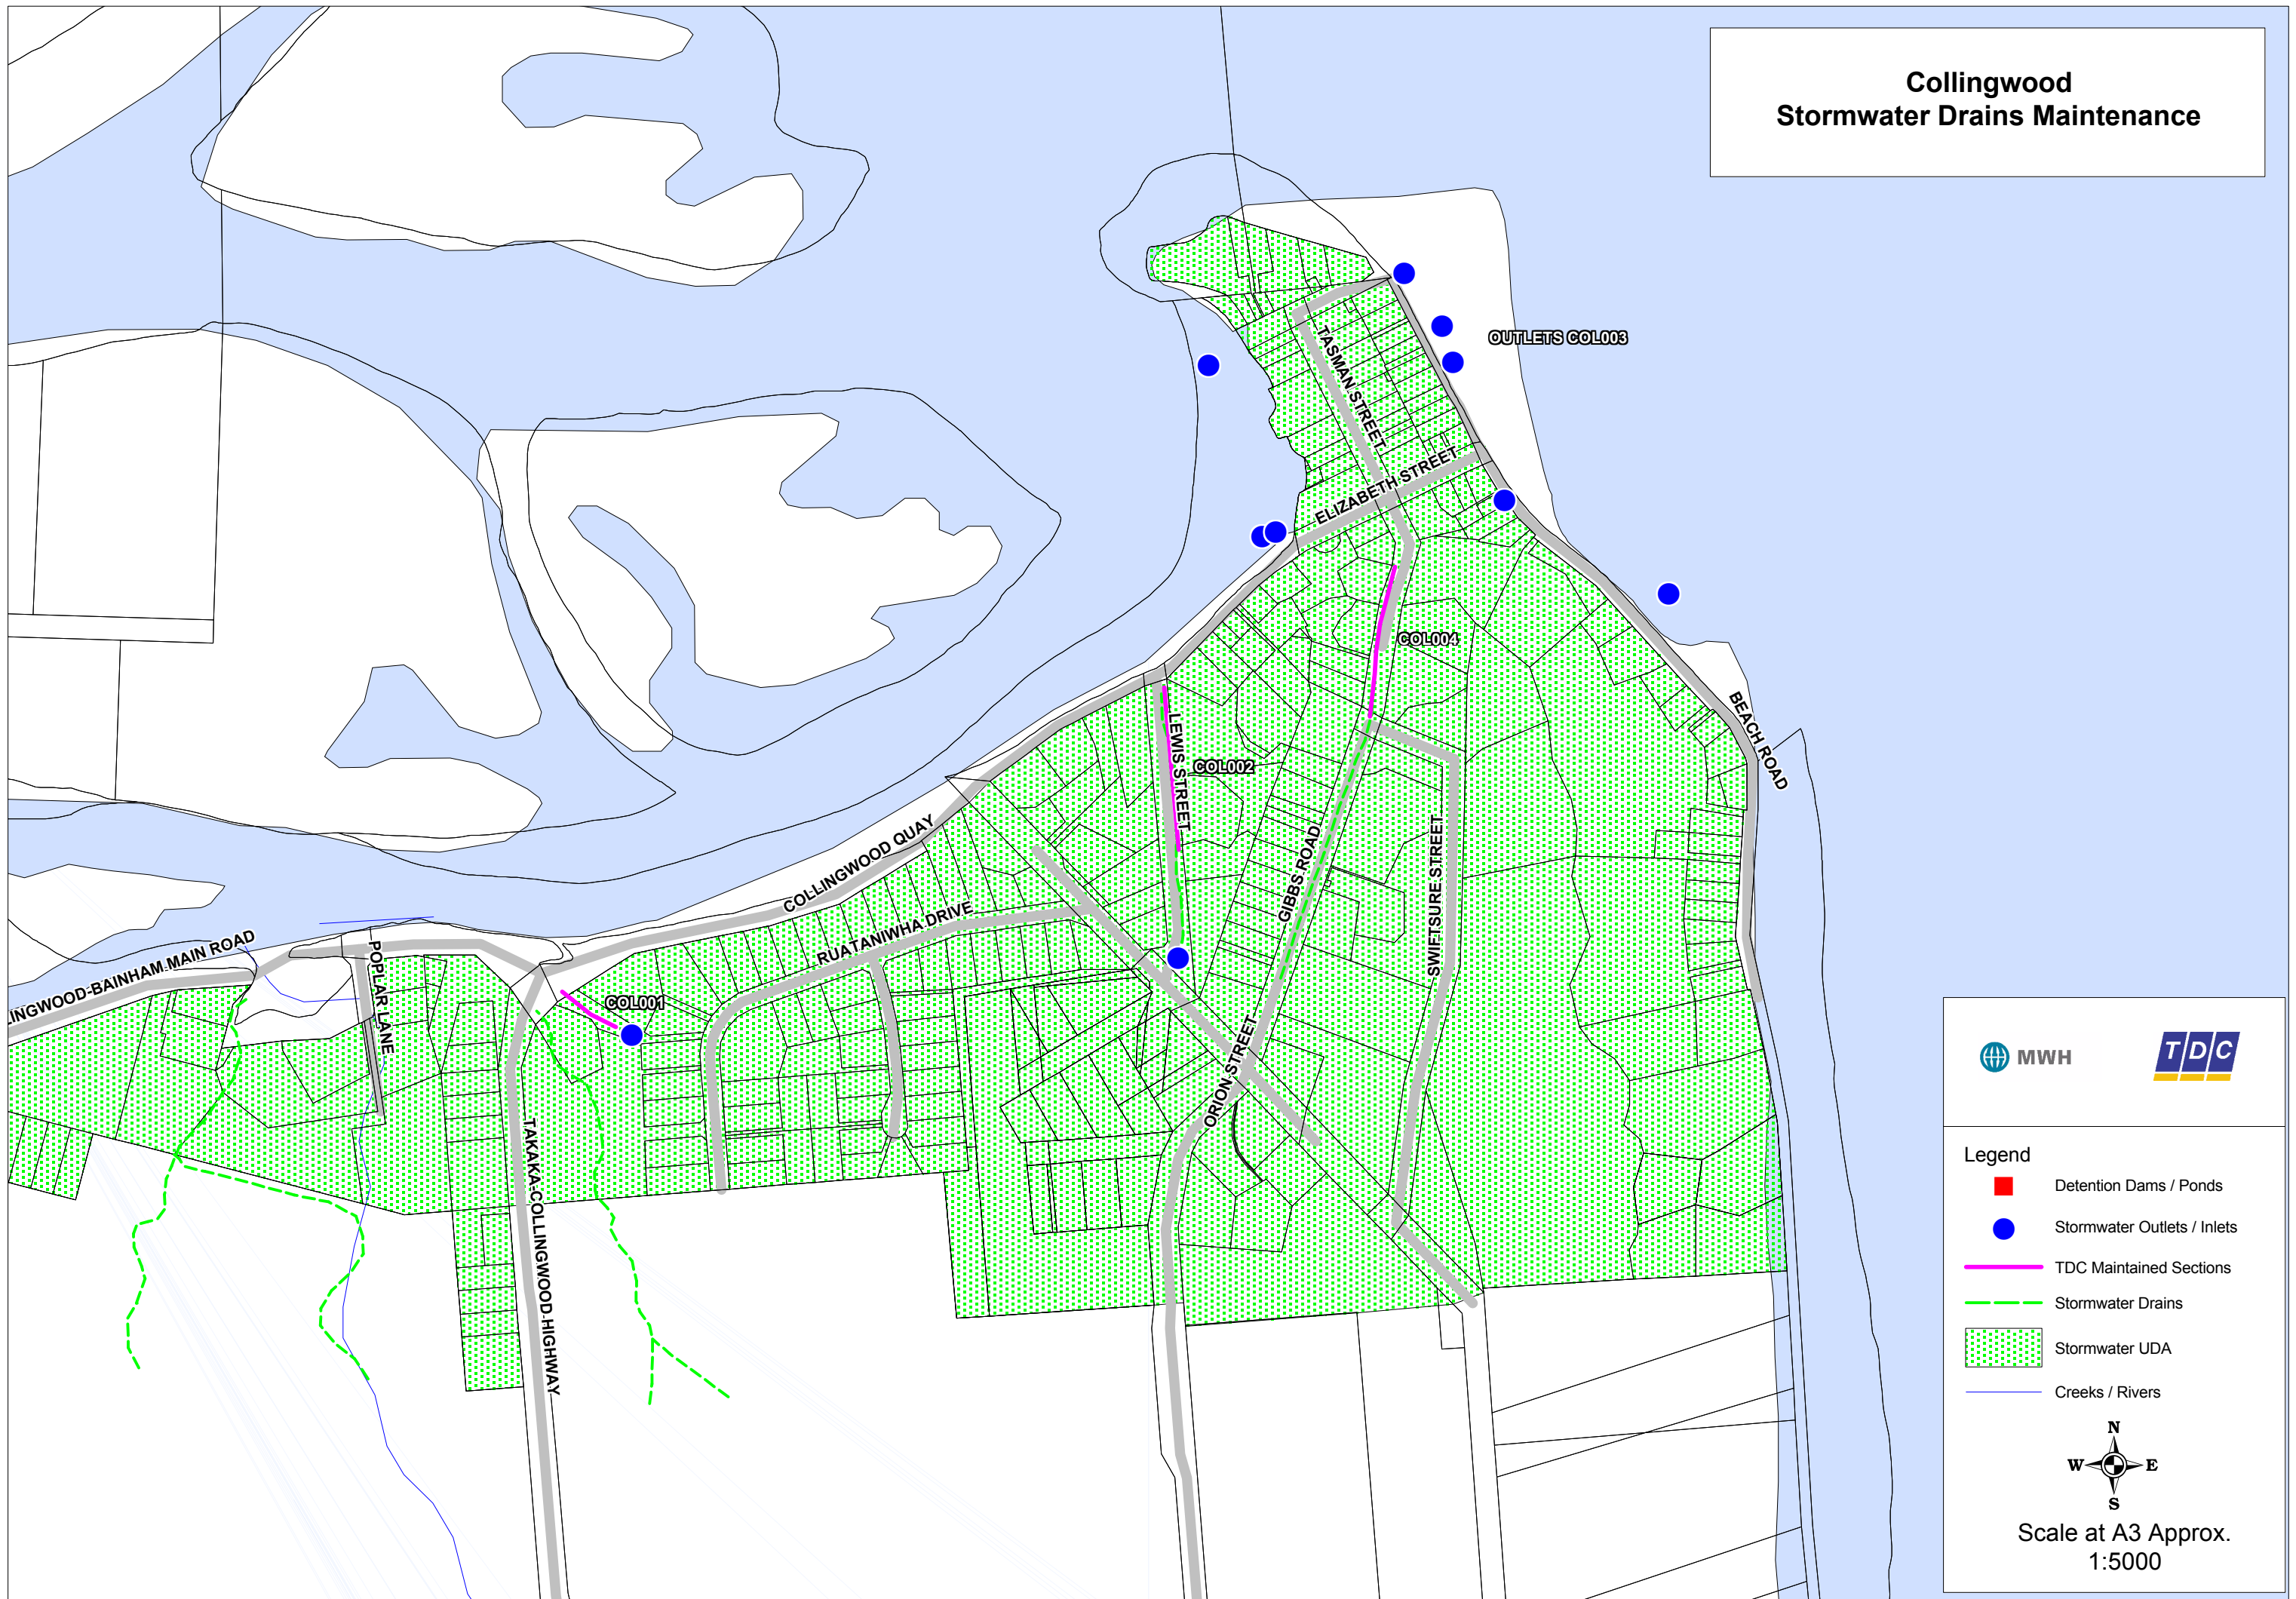 Collingwood
Stormwater Drains Maintenance
OUTLETS COL003
TASMAN STREET
ELIZABETH STREET
COL004
BEACH ROAD
LEWIS STREET
COL002
COLLINGWOOD QUAY
GIBBS ROAD
SWIFTSURE STREET
RUATANIWHA DRIVE
LINGWOOD-BAINHAM MAIN ROAD
POPLAR LANE
COL001
ORION STREET
TAKAKA-COLLINGWOOD-HIGHWAY
MWH
TDC
Legend
Detention Dams / Ponds
Stormwater Outlets / Inlets
TDC Maintained Sections
Stormwater Drains
Stormwater UDA
Creeks / Rivers
N
W E
S
Scale at A3 Approx.
1:5000